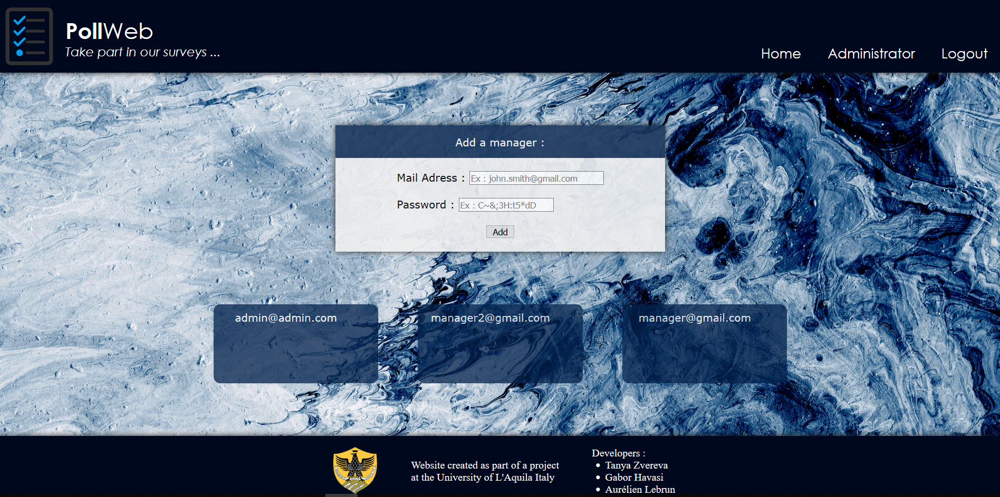 PollWeb
Take part in our surveys ...
Home Administrator Logout
Add a manager :
Mail Adress : Ex : john.smith@gmail.com
Password : Ex : C~&;3H:t5*dD
Add
admin@admin.com manager2@gmail.com manager@gmail.com
Website created as part of a project
at the University of L'Aquila Italy
Developers :
Tanya Zvereva
Gabor Havasi
Aurélien Lebrun